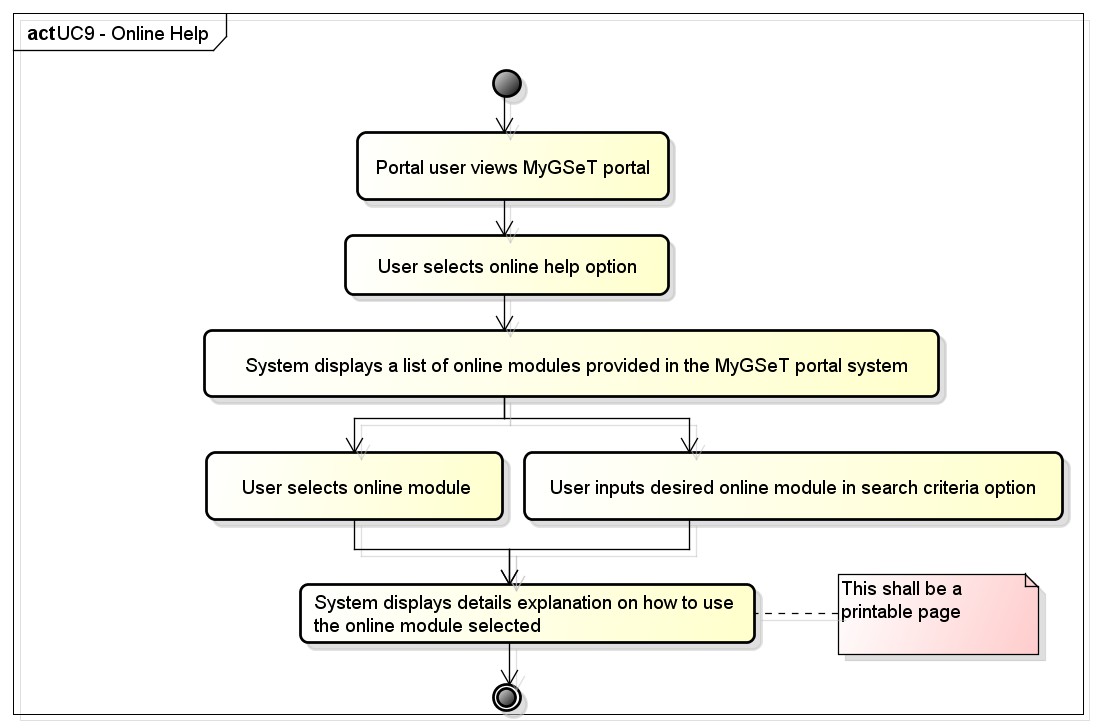 actUC9 - Online Help
Portal user views MyGSeT portal
User selects online help option
System displays a list of online modules provided in the MyGSeT portal system
User selects online module
User inputs desired online module in search criteria option
System displays details explanation on how to use
the online module selected
This shall be a
printable page